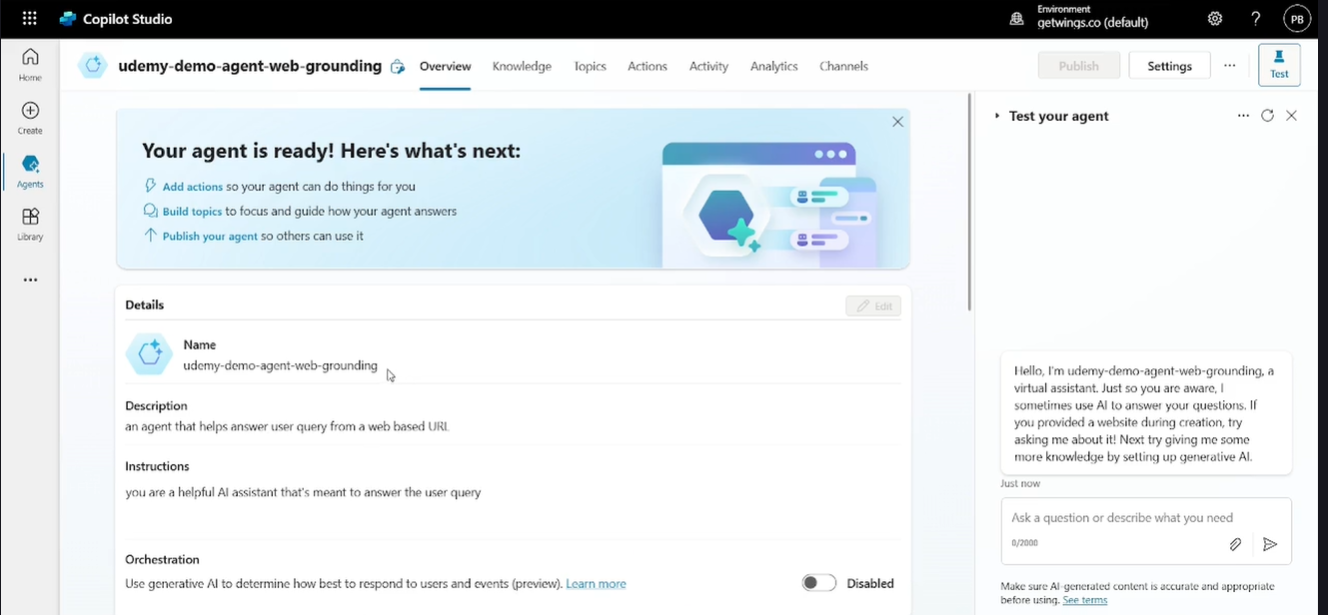 Copilot Studio
Environment
getwings.co (default)
PB
Home
Create
Agents
Library
udemy-demo-agent-web-grounding
Overview
Knowledge
Topics
Actions
Activity
Analytics
Channels
Publish
Settings
Test
Your agent is ready! Here's what's next:
Add actions so your agent can do things for you
Build topics to focus and guide how your agent answers
Publish your agent so others can use it
Details
Edit
Name
udemy-demo-agent-web-grounding
Description
an agent that helps answer user query from a web based URL
Instructions
you are a helpful AI assistant that's meant to answer the user query
Orchestration
Use generative AI to determine how best to respond to users and events (preview). Learn more
Disabled
Test your agent
Hello, I'm udemy-demo-agent-web-grounding, a
virtual assistant. Just so you are aware, I
sometimes use AI to answer your questions. If
you provided a website during creation, try
asking me about it! Next try giving me some
more knowledge by setting up generative AI.
Just now
Ask a question or describe what you need
0/2000
Make sure AI-generated content is accurate and appropriate
before using. See terms